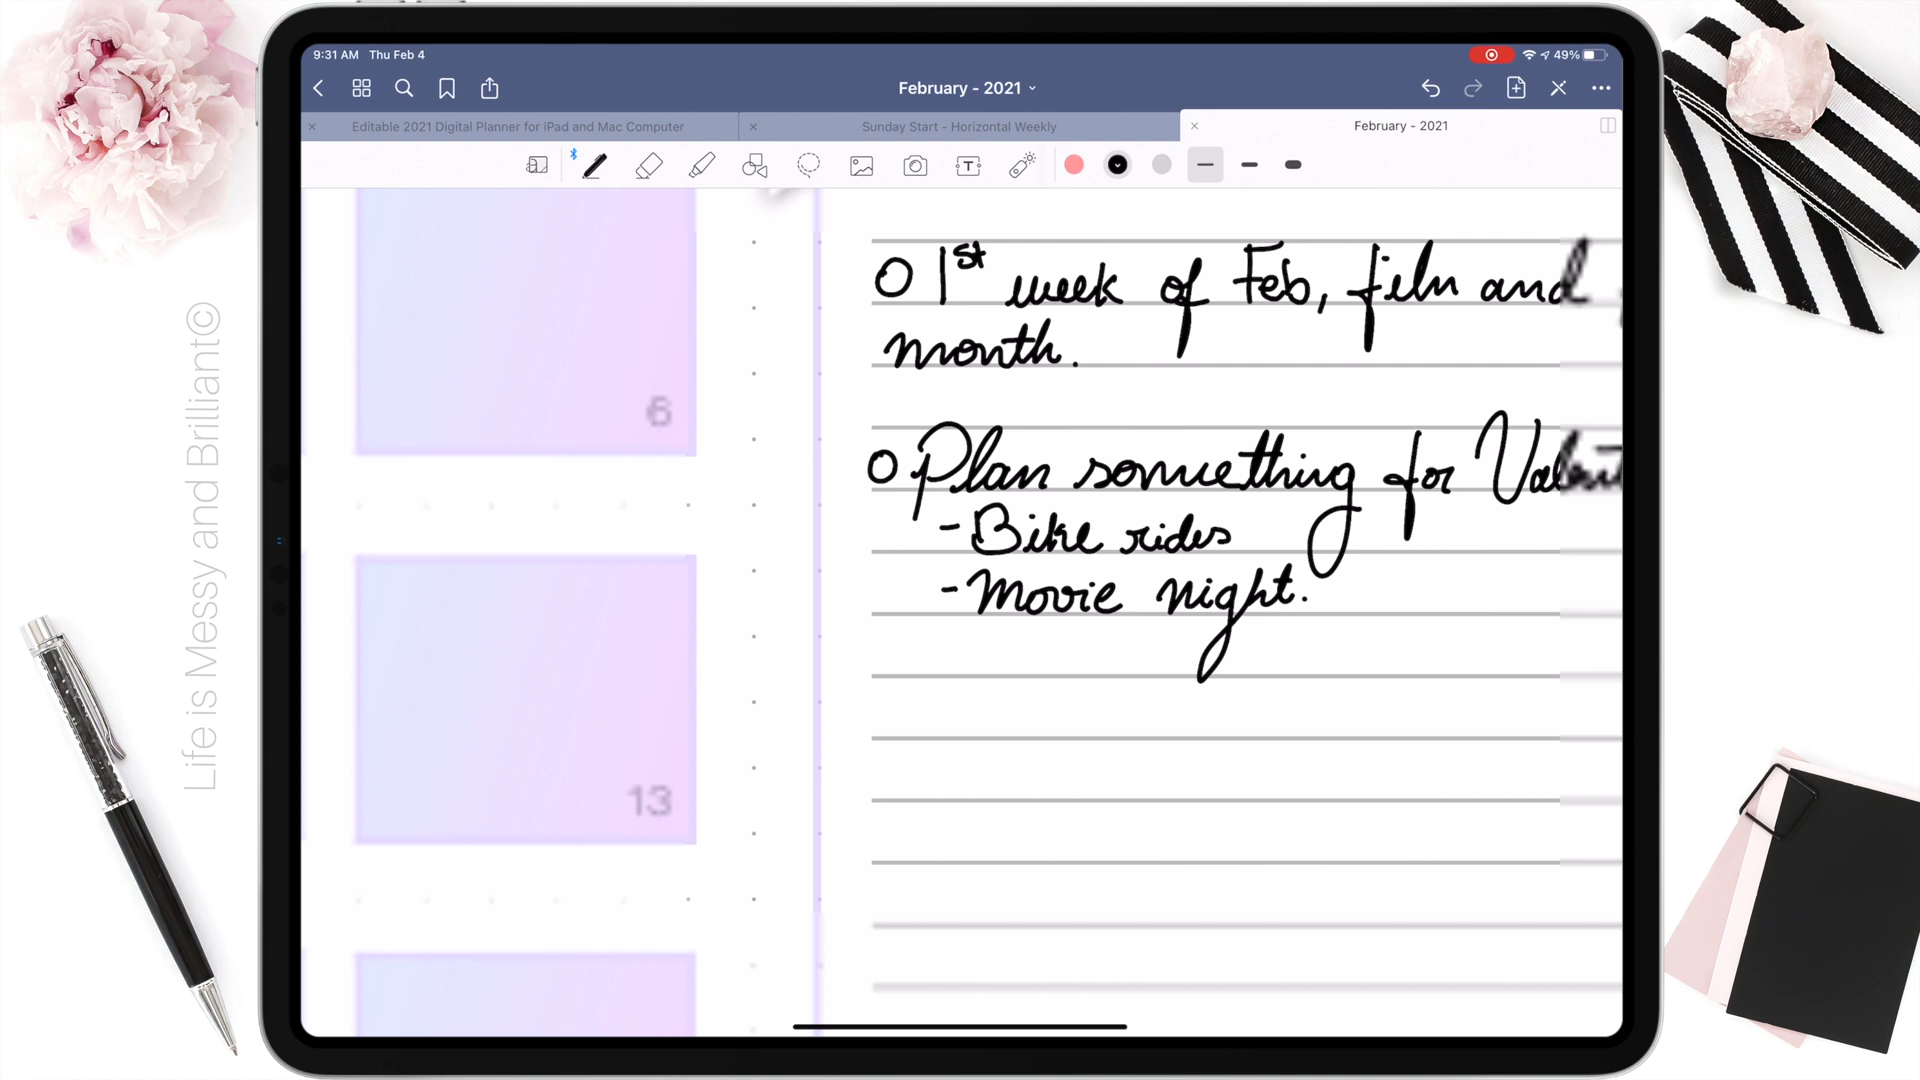 9:31 AM Thu Feb 4
49%
February - 2021
Editable 2021 Digital Planner for iPad and Mac Computer
Sunday Start - Horizontal Weekly
February - 2021
6
13
O 1st week of Feb, film and
month.
O Plan something for
- Bike rides
- Movie night.
Life is Messy and Brilliant©